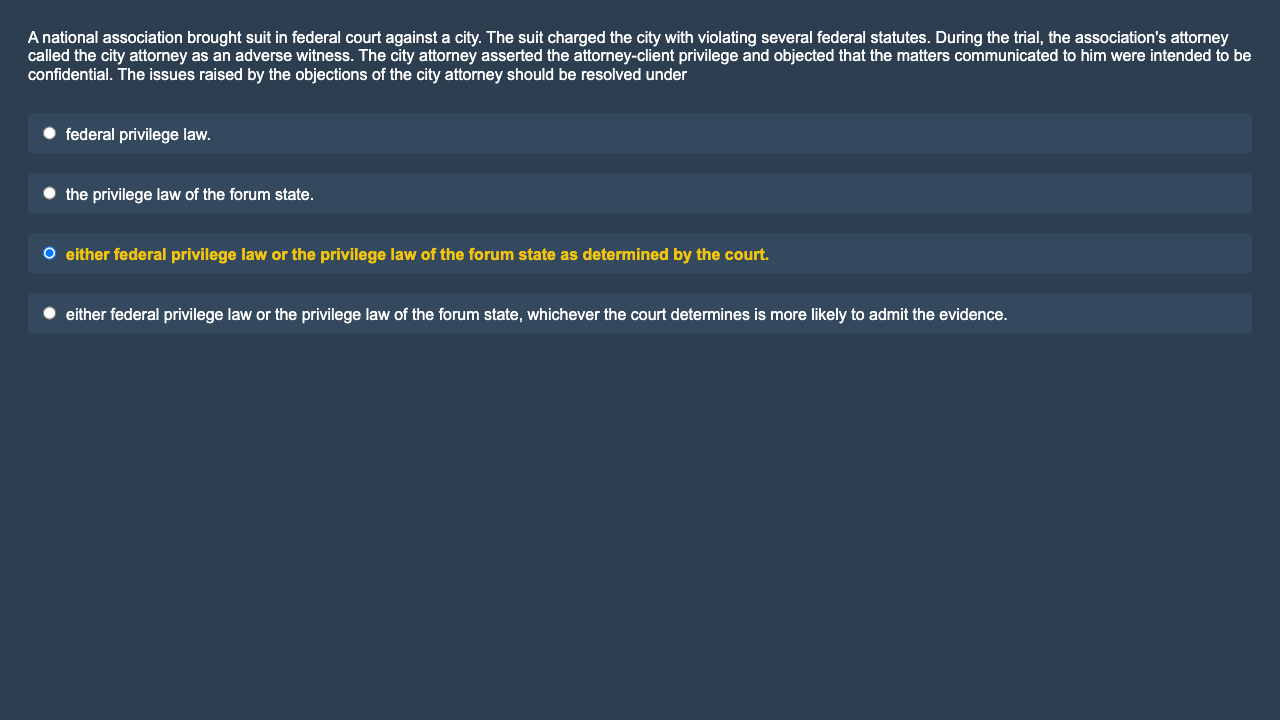 A national association brought suit in federal court against a city. The suit charged the city with violating several federal statutes. During the trial, the association's attorney
called the city attorney as an adverse witness. The city attorney asserted the attorney-client privilege and objected that the matters communicated to him were intended to be
confidential. The issues raised by the objections of the city attorney should be resolved under
federal privilege law.
the privilege law of the forum state.
either federal privilege law or the privilege law of the forum state as determined by the court.
either federal privilege law or the privilege law of the forum state, whichever the court determines is more likely to admit the evidence.